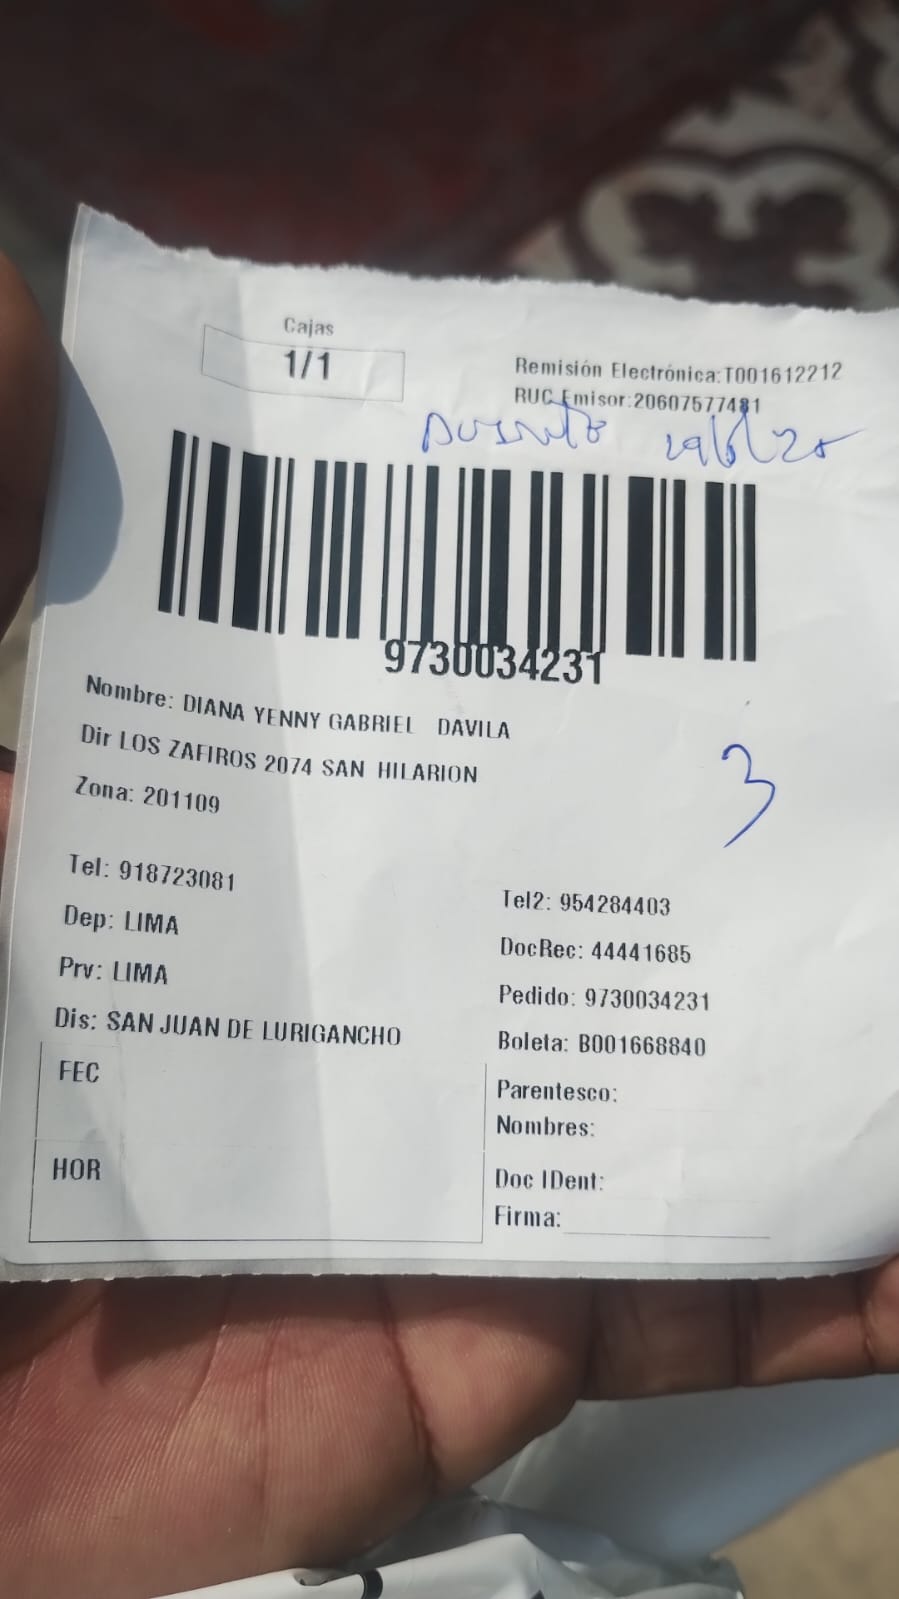 Cajas
1/1
Remisión Electrónica:T001612212
RUC Emisor:20607577481
9730034231
Nombre: DIANA YENNY GABRIEL DAVILA
Dir LOS ZAFIROS 2074 SAN HILARION
Zona: 201109
3
Tel: 918723081
Tel2: 954284403
Dep: LIMA
DocRec: 44441685
Prv: LIMA
Pedido: 9730034231
Dis: SAN JUAN DE LURIGANCHO
Boleta: B001668840
FEC
Parentesco:
Nombres:
HOR
Doc IDent:
Firma: